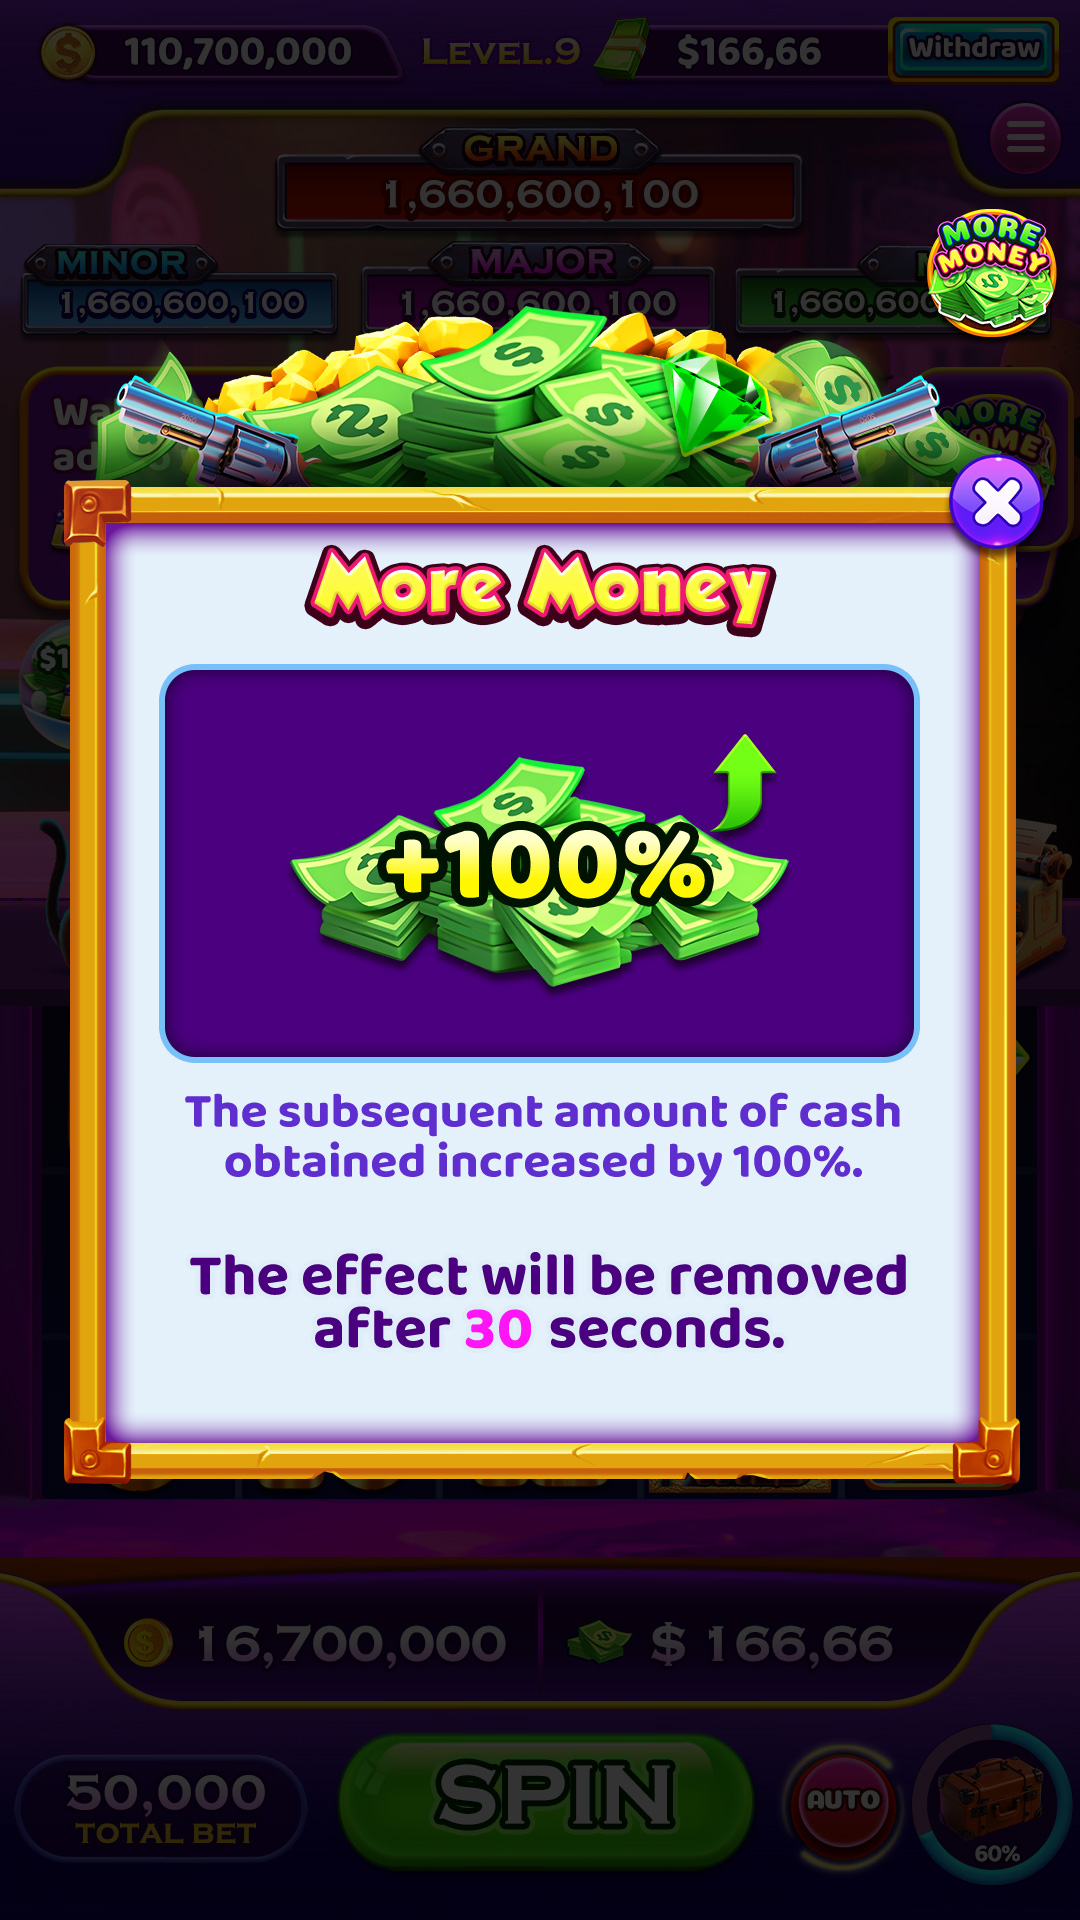 110,700,000
LEVEL.9
$166,66
Withdraw
GRAND
1,660,600,100
MINOR
1,660,600,100
MAJOR
1,660,600,100
MORE
MONEY
More Money
+100%
The subsequent amount of cash
obtained increased by 100%.
The effect will be removed
after 30 seconds.
16,700,000
$ 166,66
50,000
TOTAL BET
SPIN
AUTO
60%